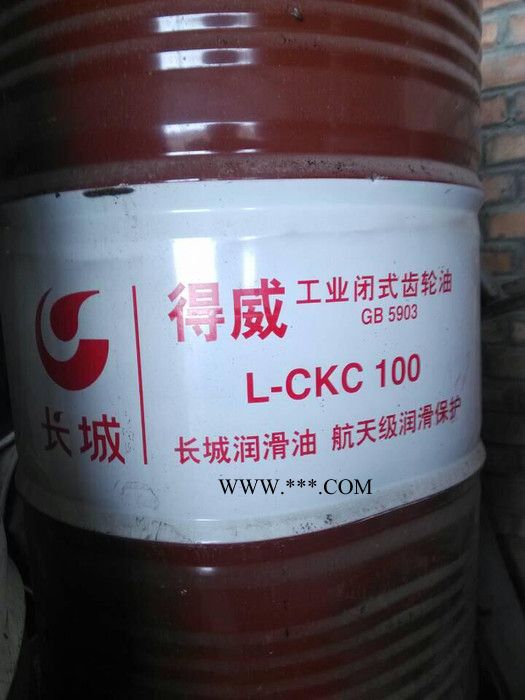 得威 工业闭式齿轮油
GB 5903
L-CKC 100
长城
长城润滑油 航天级润滑保护
WWW.***.COM